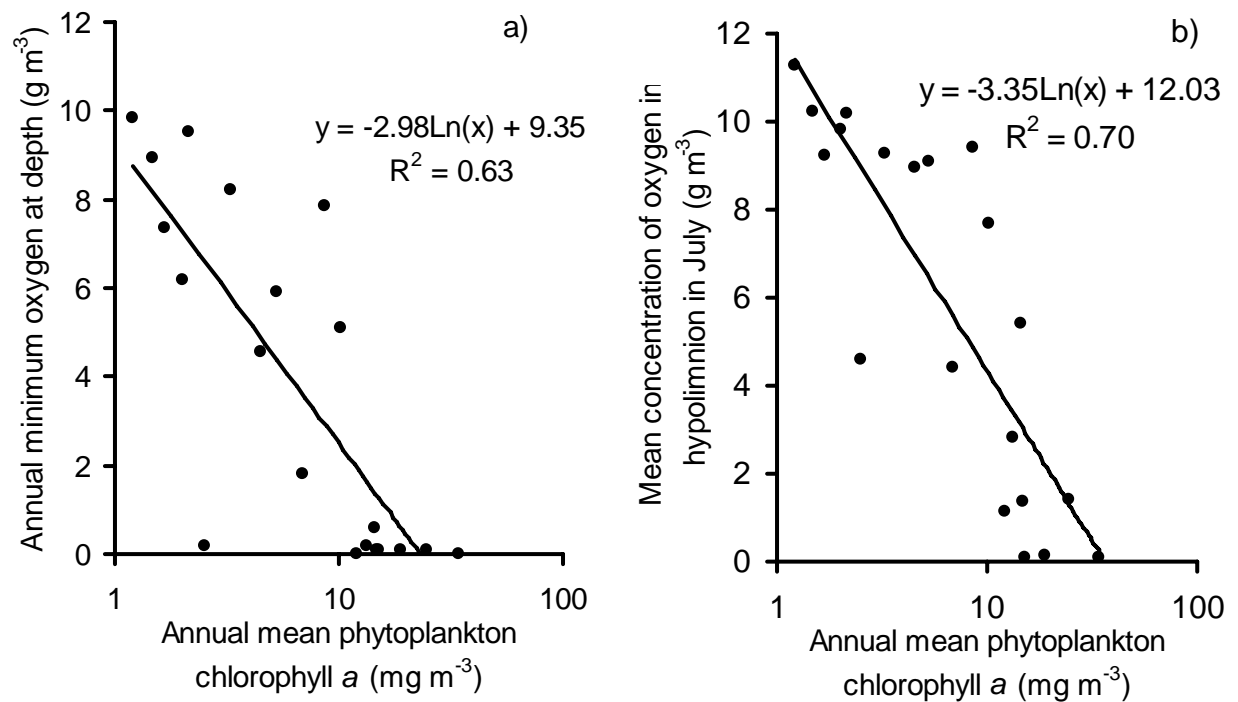 a)
y = -2.98Ln(x) + 9.35
R² = 0.63
Annual minimum oxygen at depth (g m⁻³)
12
10
8
6
4
2
0
1 10 100
Annual mean phytoplankton
chlorophyll a (mg m⁻³)
b)
y = -3.35Ln(x) + 12.03
R² = 0.70
Mean concentration of oxygen in
hypolimnion in July (g m⁻³)
12
10
8
6
4
2
0
1 10 100
Annual mean phytoplankton
chlorophyll a (mg m⁻³)